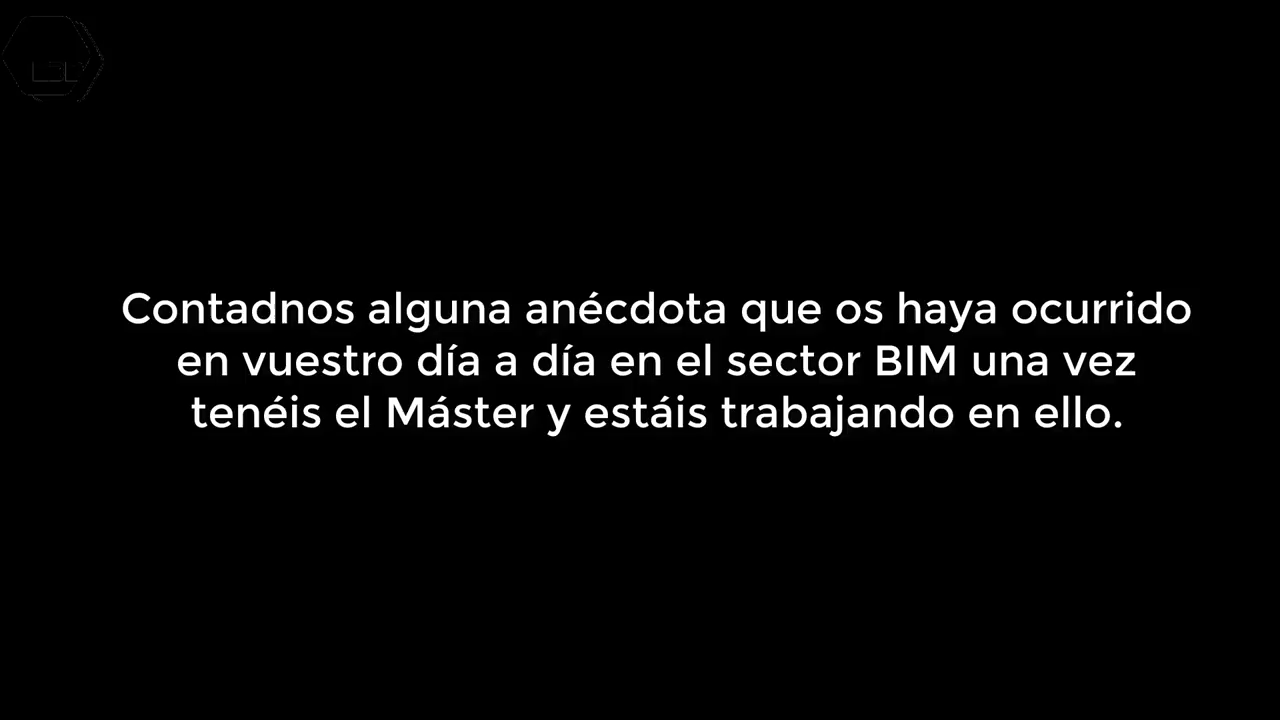 Contadnos alguna anécdota que os haya ocurrido
en vuestro día a día en el sector BIM una vez
tenéis el Máster y estáis trabajando en ello.